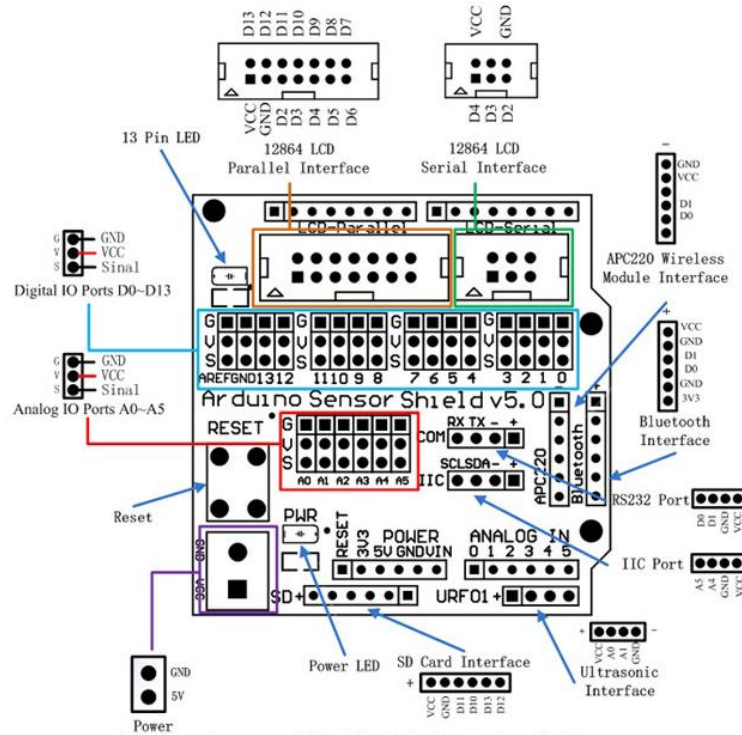 D13 D12 D11 D10 D9 D8 D7
VCC GND D2 D3 D4 D5 D6
VCC GND
D4 D3 D2
13 Pin LED
12864 LCD
Parallel Interface
12864 LCD
Serial Interface
GND
VCC
D1
D0
APC220 Wireless
Module Interface
LCD-Parallel
LCD-Serial
G GND
V VCC
S Sinal
Digital IO Ports D0~D13
G
V
S
G
V
S
G
V
S
G
V
S
AREFGND13 12
11 10 9 8
7 6 5 4
3 2 1 0
+
VCC
GND
D1
D0
GND
3V3
Bluetooth
Interface
G GND
V VCC
S Sinal
Analog IO Ports A0~A5
Arduino Sensor Shield v5.0
RESET
G
V
S
A0 A1 A2 A3 A4 A5
RX TX - +
COM
SCLSDA- +
IIC
-
APC220
+
Bluetooth
RS232 Port
D0 D1 GND VCC
Reset
IIC Port
A5 A4 GND VCC
GND
VCC
PWR
RESET
3V3
POWER
5V GNDVIN
ANALOG IN
0 1 2 3 4 5
SD+
URF01+
GND
5V
Power
Power LED
SD Card Interface
+
VCC GND D11 D10 D13 D12
+ -
VCC A0 A1 GND
Ultrasonic
Interface